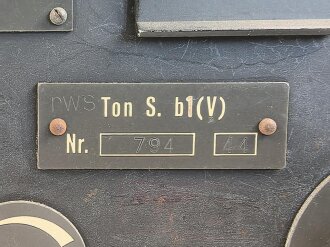 rws Ton S. b1(V)
Nr. 794 44